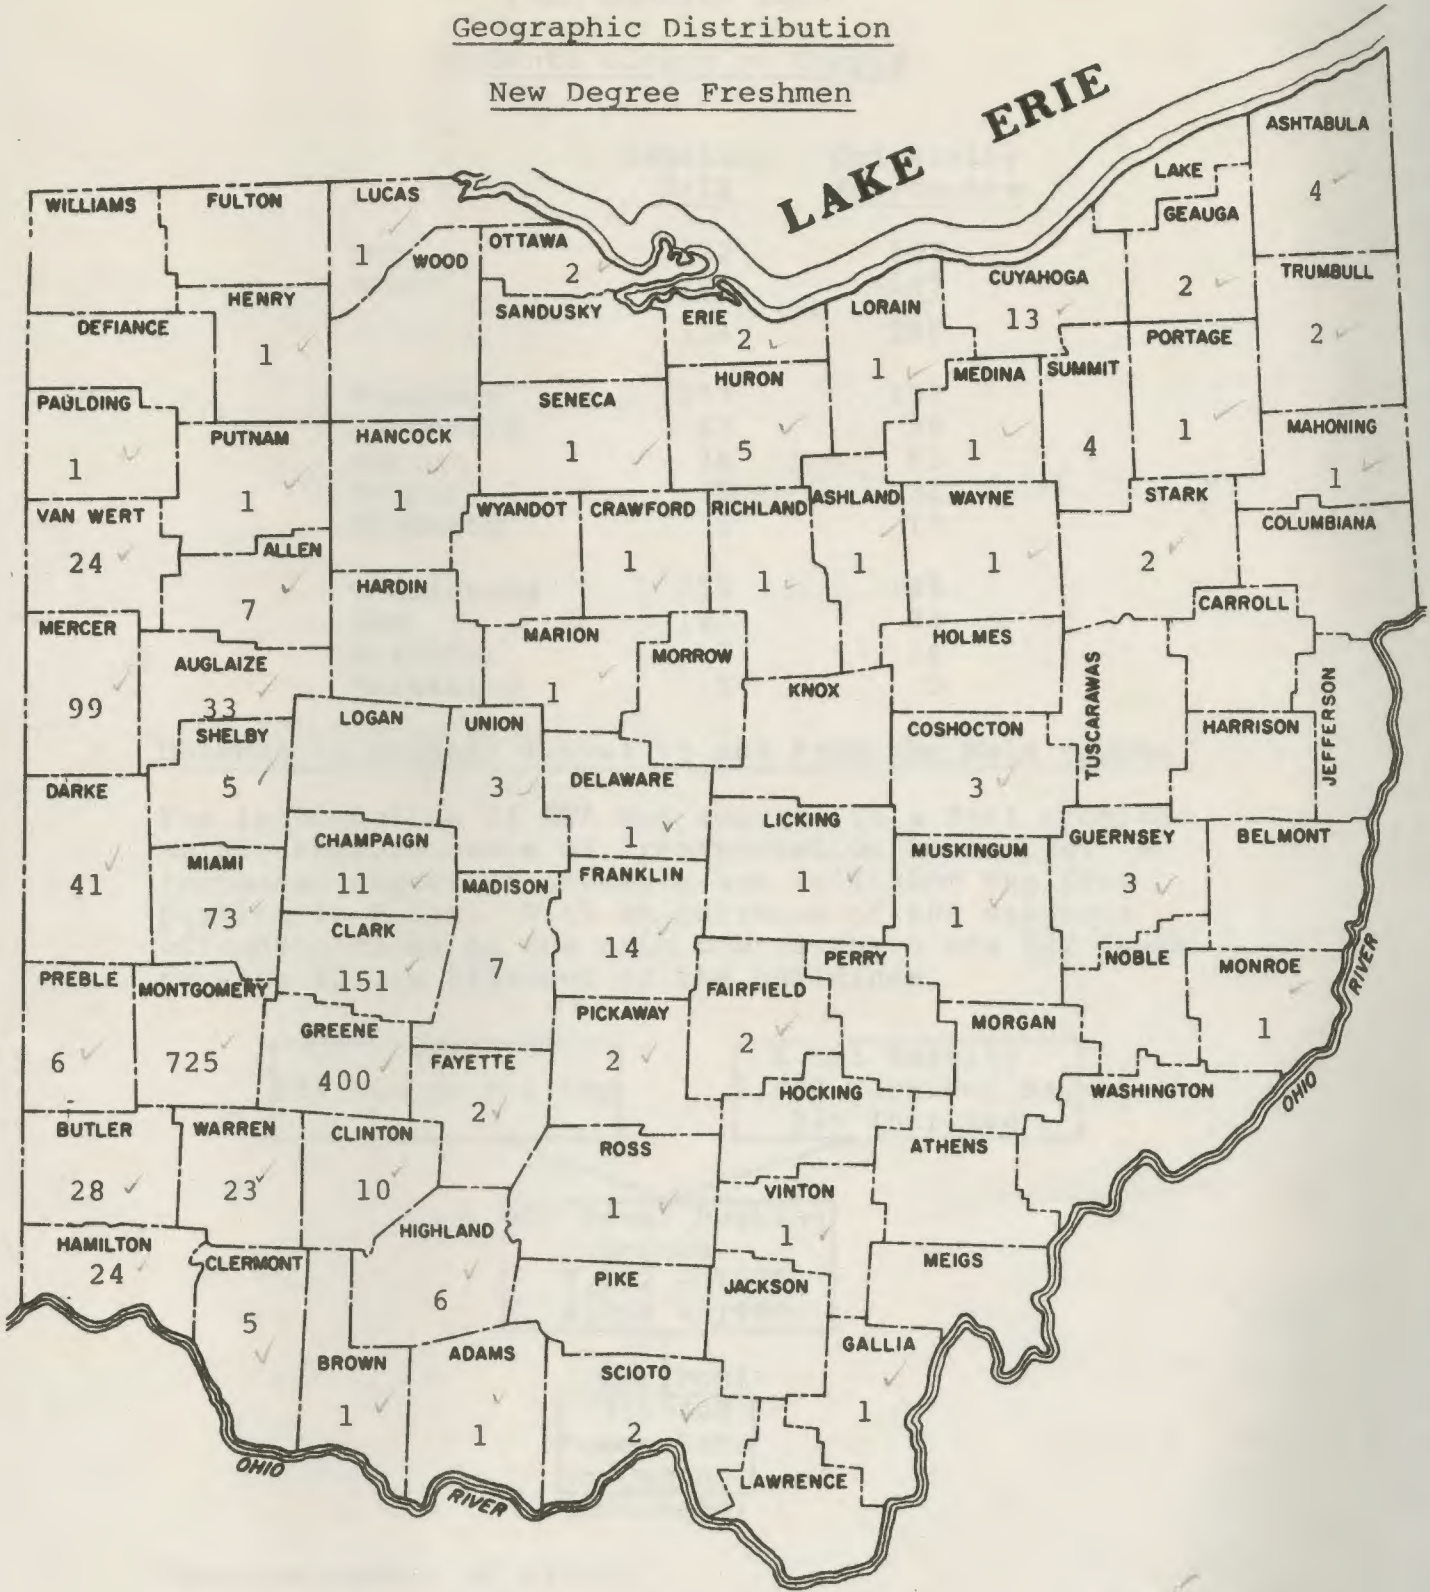 Geographic Distribution
New Degree Freshmen
LAKE ERIE
WILLIAMS
FULTON
LUCAS
1
WOOD
OTTAWA
2
SANDUSKY
ERIE
2
LORAIN
1
CUYAHOGA
13
LAKE
GEAUGA
2
ASHTABULA
4
TRUMBULL
2
DEFIANCE
HENRY
1
PAULDING
1
PUTNAM
1
HANCOCK
1
SENECA
1
HURON
5
MEDINA
1
SUMMIT
4
PORTAGE
1
MAHONING
1
VAN WERT
24
ALLEN
7
HARDIN
WYANDOT
CRAWFORD
1
RICHLAND
1
ASHLAND
1
WAYNE
1
STARK
2
COLUMBIANA
CARROLL
MERCER
99
AUGLAIZE
33
MARION
1
MORROW
KNOX
HOLMES
TUSCARAWAS
JEFFERSON
HARRISON
SHELBY
5
LOGAN
UNION
3
DELAWARE
1
COSHOCTON
3
DARKE
41
MIAMI
73
CHAMPAIGN
11
MADISON
7
FRANKLIN
14
LICKING
1
MUSKINGUM
1
GUERNSEY
3
BELMONT
CLARK
151
PREBLE
6
MONTGOMERY
725
GREENE
400
FAYETTE
2
PICKAWAY
2
FAIRFIELD
2
PERRY
MORGAN
NOBLE
MONROE
1
HOCKING
WASHINGTON
OHIO RIVER
BUTLER
28
WARREN
23
CLINTON
10
ROSS
1
VINTON
1
ATHENS
HAMILTON
24
CLERMONT
5
HIGHLAND
6
PIKE
JACKSON
MEIGS
BROWN
1
ADAMS
1
SCIOTO
2
GALLIA
1
LAWRENCE
OHIO RIVER